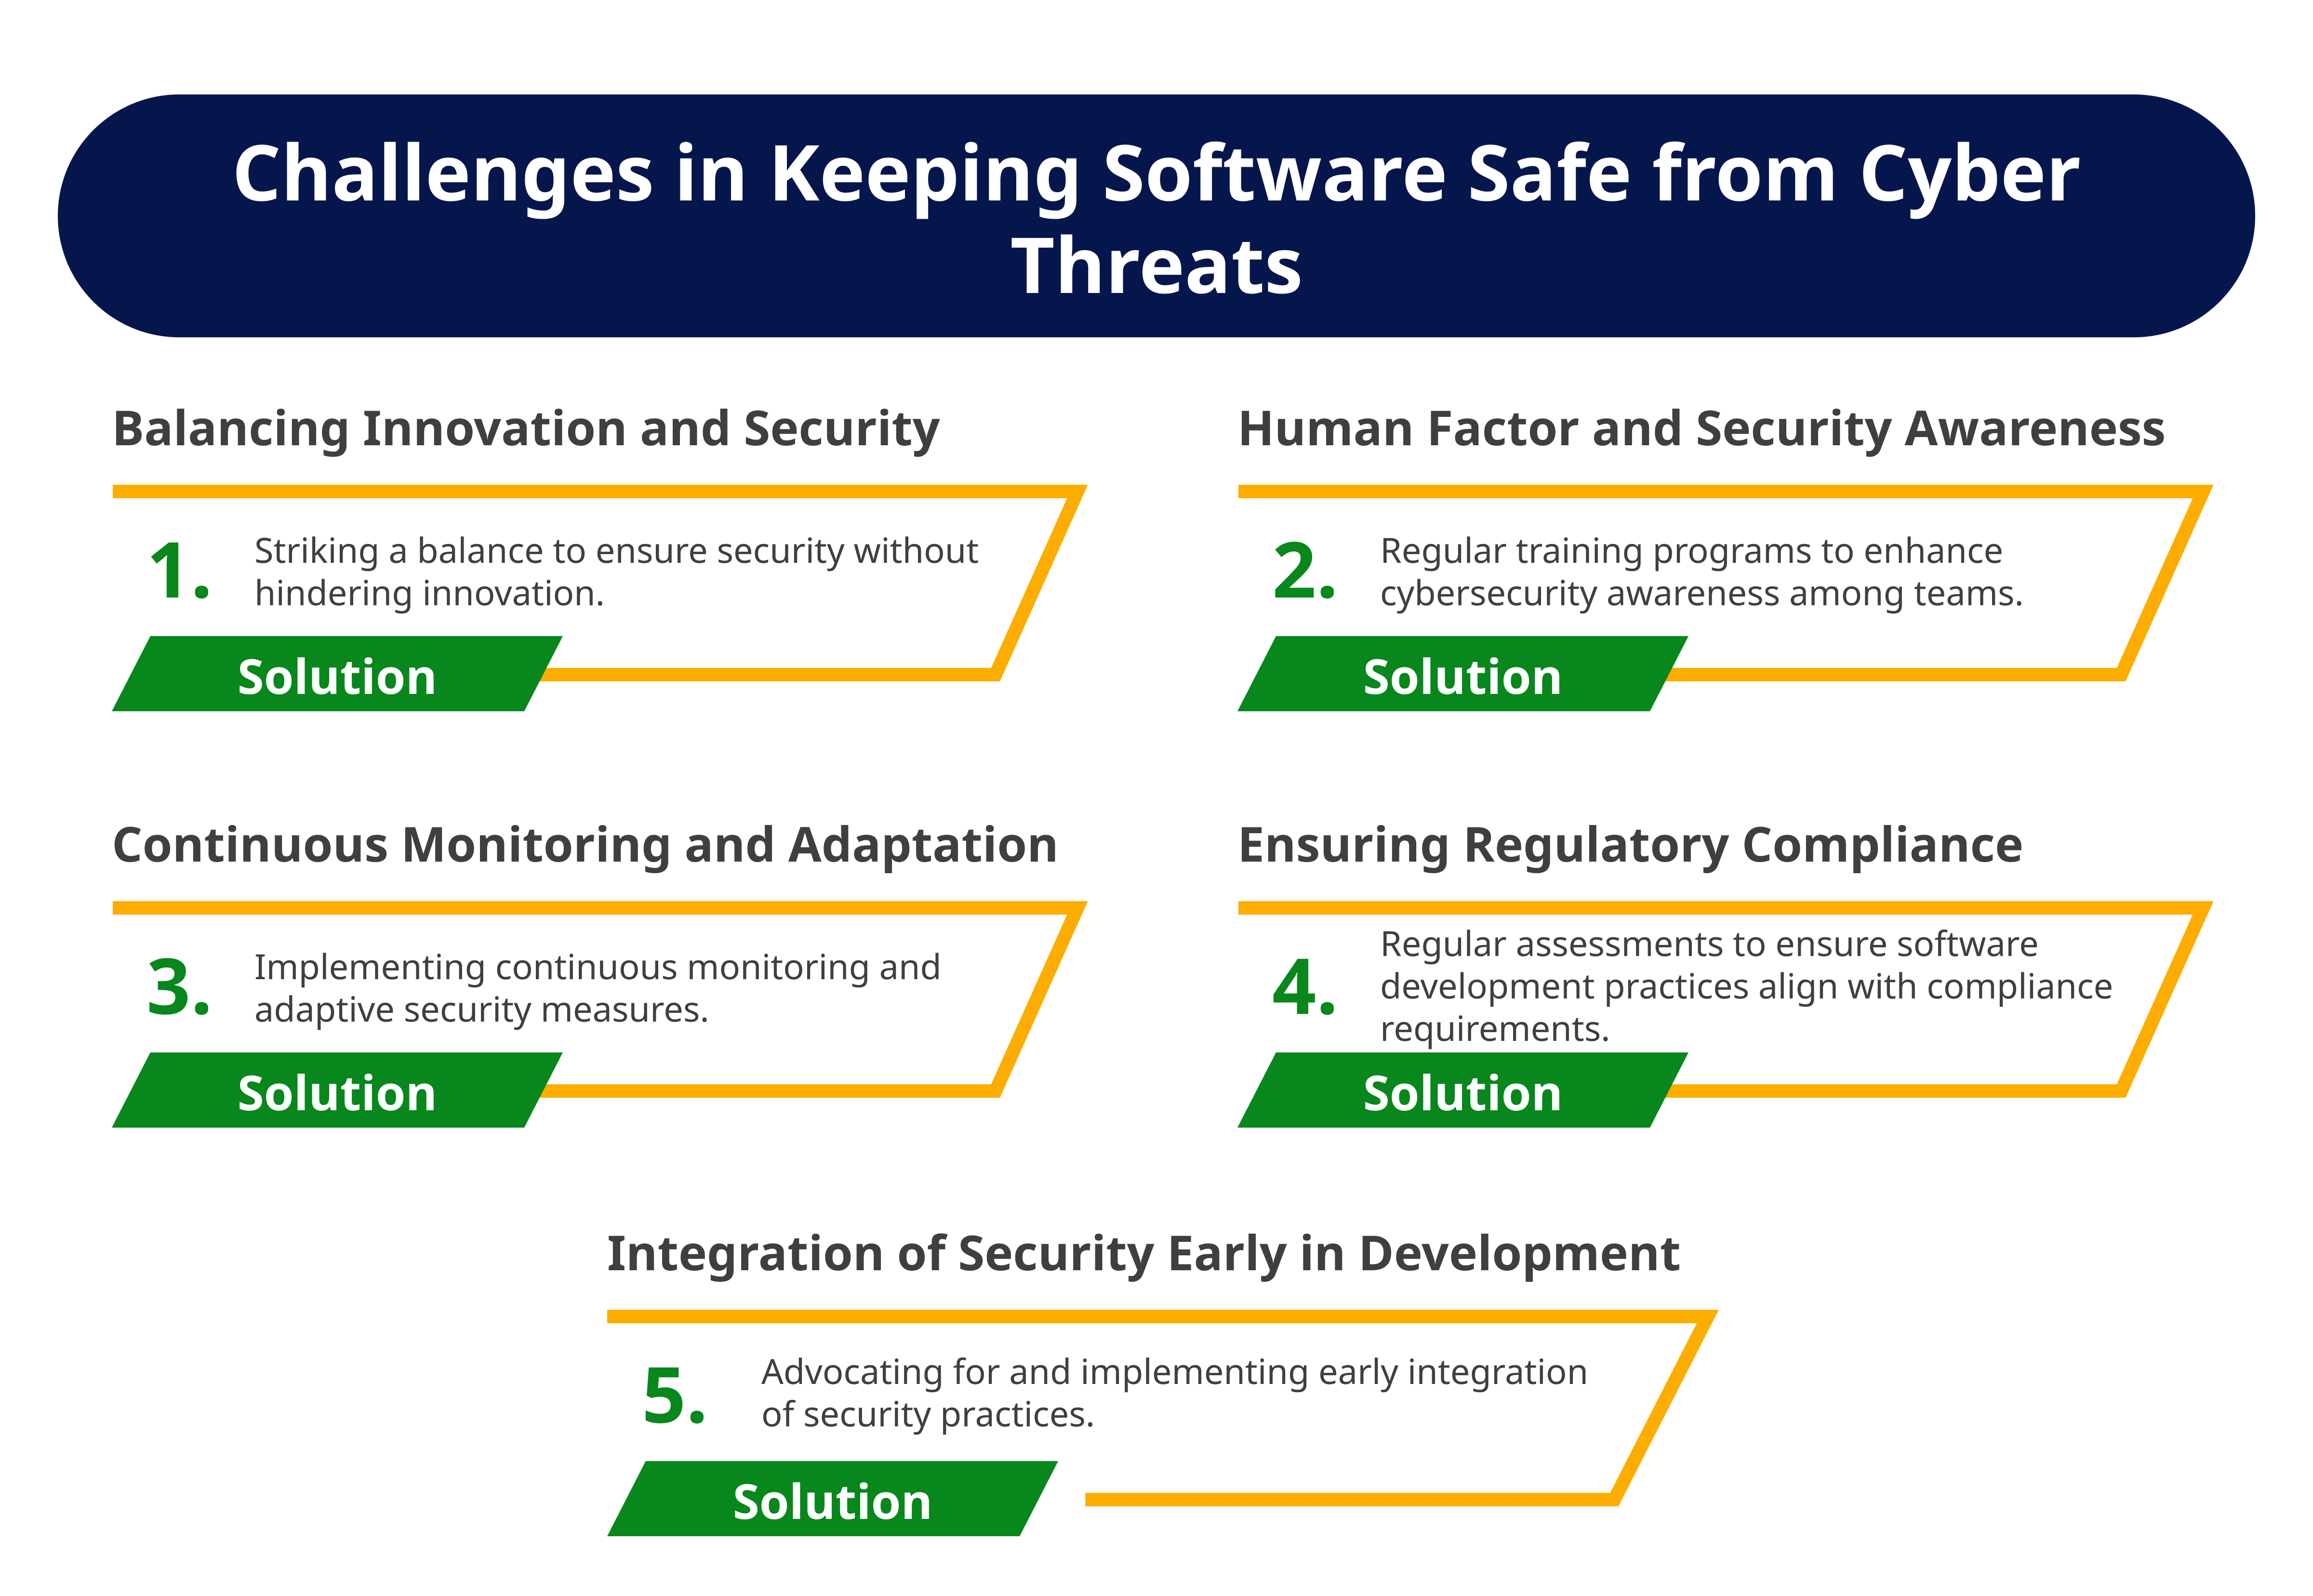 Challenges in Keeping Software Safe from Cyber
Threats
Balancing Innovation and Security
1.
Striking a balance to ensure security without
hindering innovation.
Solution
Human Factor and Security Awareness
2.
Regular training programs to enhance
cybersecurity awareness among teams.
Solution
Continuous Monitoring and Adaptation
3.
Implementing continuous monitoring and
adaptive security measures.
Solution
Ensuring Regulatory Compliance
4.
Regular assessments to ensure software
development practices align with compliance
requirements.
Solution
Integration of Security Early in Development
5.
Advocating for and implementing early integration
of security practices.
Solution